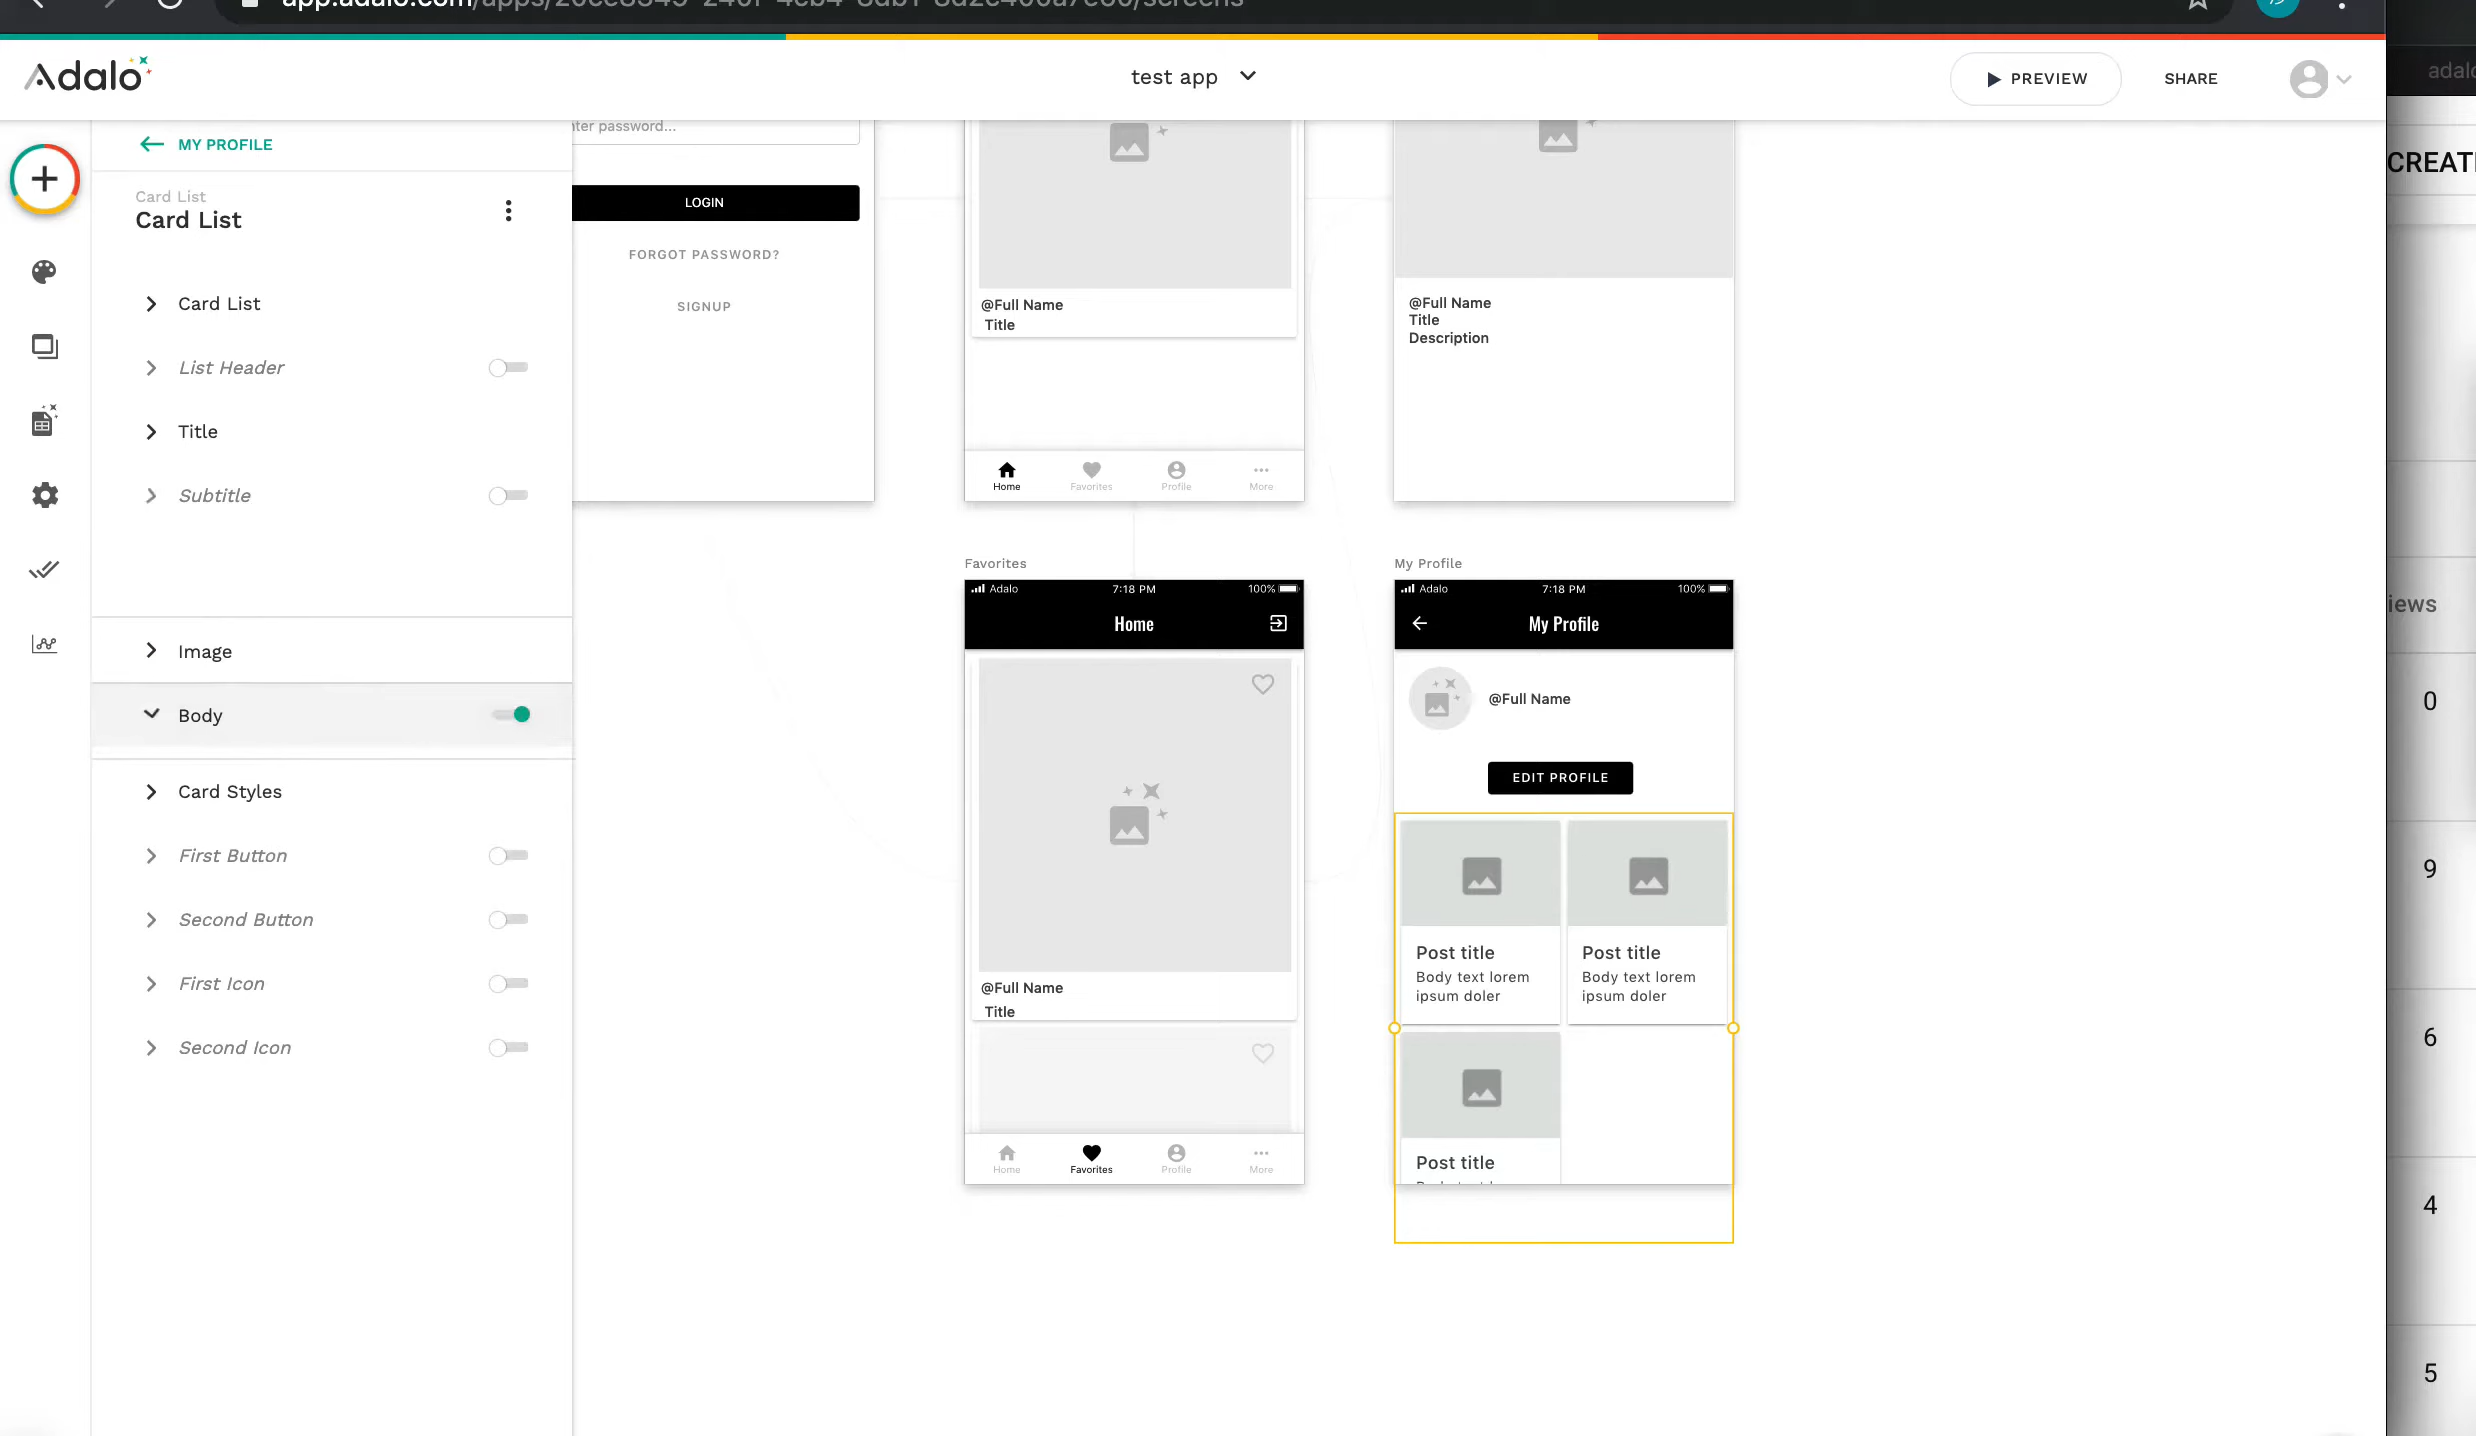 Adalo
test app
PREVIEW
SHARE
adalo
CREATE
MY PROFILE
Card List
Card List
Card List
List Header
Title
Subtitle
Image
Body
Card Styles
First Button
Second Button
First Icon
Second Icon
nter password...
LOGIN
FORGOT PASSWORD?
SIGNUP
@Full Name
Title
Home
Favorites
Profile
More
@Full Name
Title
Description
Favorites
Adalo
7:18 PM
100%
Home
@Full Name
Title
Home
Favorites
Profile
More
My Profile
Adalo
7:18 PM
100%
My Profile
@Full Name
EDIT PROFILE
Post title
Body text lorem
ipsum doler
Post title
Body text lorem
ipsum doler
Post title
iews
0
9
6
4
5